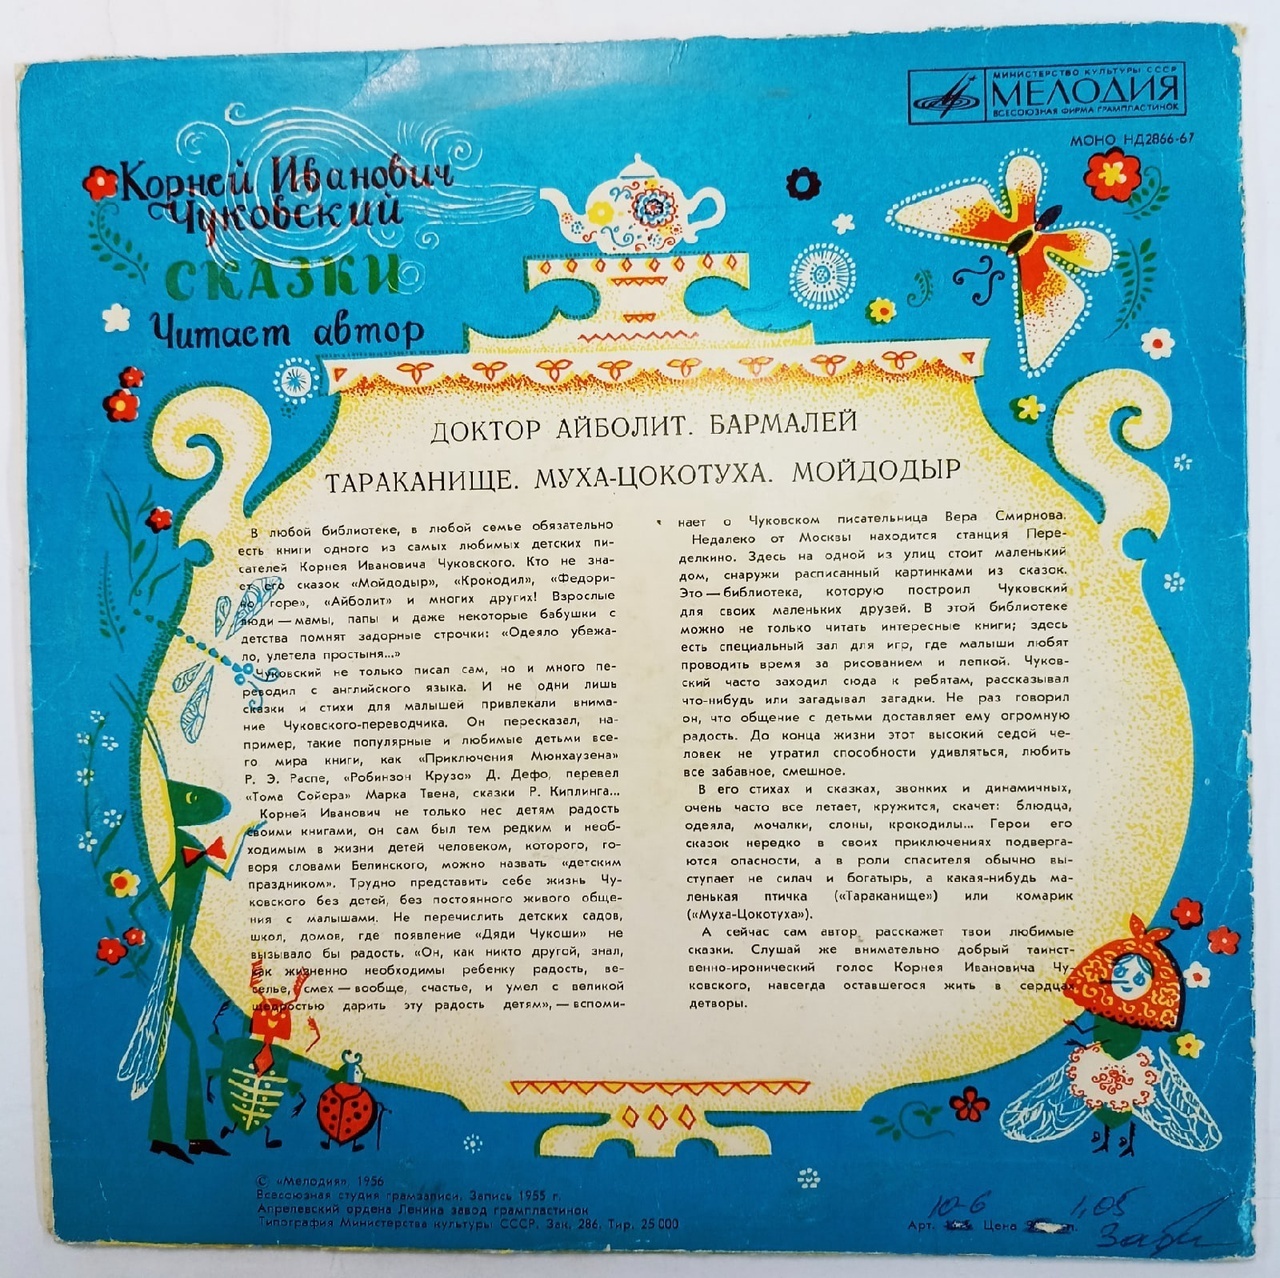 МИНИСТЕРСТВО КУЛЬТУРЫ СССР
МЕЛОДИЯ
ВСЕСОЮЗНАЯ ФИРМА ГРАМПЛАСТИНОК
МОНО НД2866-67
Корней Иванович
Чуковский
СКАЗКИ
Читает автор
ДОКТОР АЙБОЛИТ. БАРМАЛЕЙ
ТАРАКАНИЩЕ. МУХА-ЦОКОТУХА. МОЙДОДЫР
В любой библиотеке, в любой семье обязательно
есть книги одного из самых любимых детских пи-
сателей Корнея Ивановича Чуковского. Кто не зна-
ет его сказок «Мойдодыр», «Крокодил», «Федори-
но горе», «Айболит» и многих других! Взрослые
люди — мамы, папы и даже некоторые бабушки с
детства помнят задорные строчки: «Одеяло убежа-
ло, улетела простыня...»
Чуковский не только писал сам, но и много пе-
реводил с английского языка. И не одни лишь
сказки и стихи для малышей привлекали внима-
ние Чуковского-переводчика. Он пересказал, на-
пример, такие популярные и любимые детьми все-
го мира книги, как «Приключения Мюнхаузена»
Р. Э. Распе, «Робинзон Крузо» Д. Дефо, перевел
«Тома Сойера» Марка Твена, сказки Р. Киплинга...
Корней Иванович не только нес детям радость
своими книгами, он сам был тем редким и необ-
ходимым в жизни детей человеком, которого, го-
воря словами Белинского, можно назвать «детским
праздником». Трудно представить себе жизнь Чу-
ковского без детей, без постоянного живого обще-
ния с малышами. Не перечислить детских садов,
школ, домов, где появление «Дяди Чукоши» не
вызывало бы радость. «Он, как никто другой, знал,
как жизненно необходимы ребенку радость, ве-
селье, смех — вообще, счастье, и умел с великой
щедростью дарить эту радость детям», — вспоми-
нает о Чуковском писательница Вера Смирнова.
Недалеко от Москвы находится станция Пере-
делкино. Здесь на одной из улиц стоит маленький
дом, снаружи расписанный картинками из сказок.
Это — библиотека, которую построил Чуковский
для своих маленьких друзей. В этой библиотеке
можно не только читать интересные книги; здесь
есть специальный зал для игр, где малыши любят
проводить время за рисованием и лепкой. Чуков-
ский часто заходил сюда к ребятам, рассказывал
что-нибудь или загадывал загадки. Не раз говорил
он, что общение с детьми доставляет ему огромную
радость. До конца жизни этот высокий седой че-
ловек не утратил способности удивляться, любить
все забавное, смешное.
В его стихах и сказках, звонких и динамичных,
очень часто все летает, кружится, скачет: блюдца,
одеяла, мочалки, слоны, крокодилы... Герои его
сказок нередко в своих приключениях подверга-
ются опасности, а в роли спасителя обычно вы-
ступает не силач и богатырь, а какая-нибудь ма-
ленькая птичка («Тараканище») или комарик
(«Муха-Цокотуха»).
А сейчас сам автор расскажет твои любимые
сказки. Слушай же внимательно добрый таинст-
венно-иронический голос Корнея Ивановича Чу-
ковского, навсегда оставшегося жить в сердцах
детворы.
© «Мелодия» 1956
Всесоюзная студия грамзаписи. Запись 1955 г.
Апрелевский ордена Ленина завод грампластинок
Типография Министерства культуры СССР. Зак. 286. Тир. 25 000
10-6 1,05
Арт. Цена